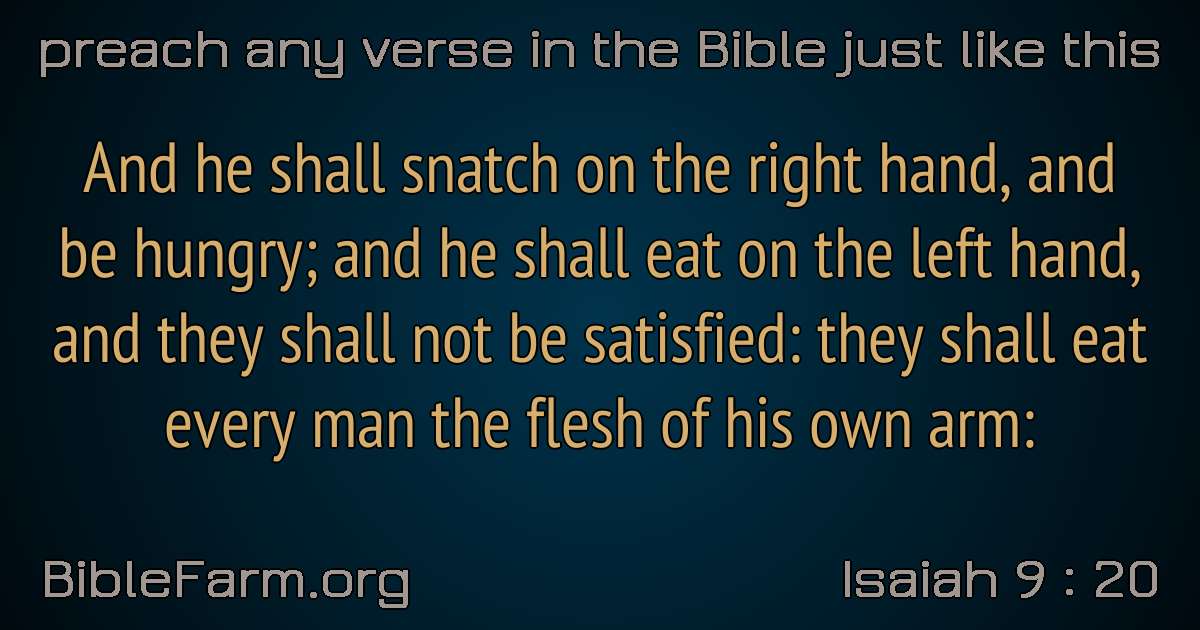 preach any verse in the Bible just like this
And he shall snatch on the right hand, and
be hungry; and he shall eat on the left hand,
and they shall not be satisfied: they shall eat
every man the flesh of his own arm:
BibleFarm.org
Isaiah 9 : 20